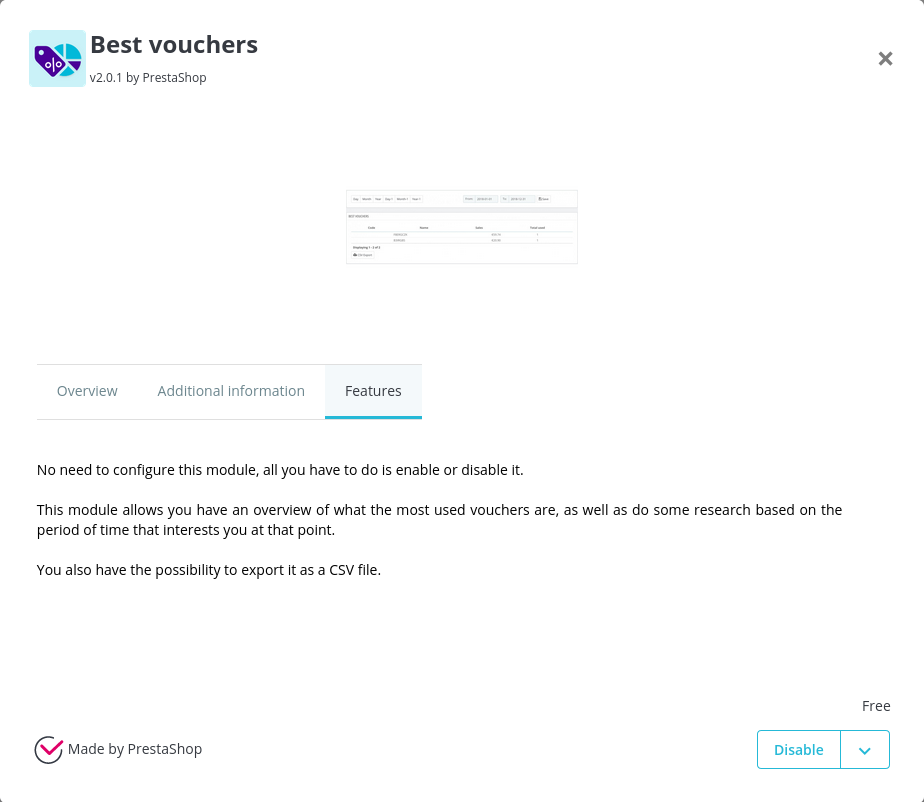 Best vouchers
v2.0.1 by PrestaShop
BEST VOUCHERS
Overview
Additional information
Features
No need to configure this module, all you have to do is enable or disable it.
This module allows you have an overview of what the most used vouchers are, as well as do some research based on the
period of time that interests you at that point.
You also have the possibility to export it as a CSV file.
Free
Made by PrestaShop
Disable